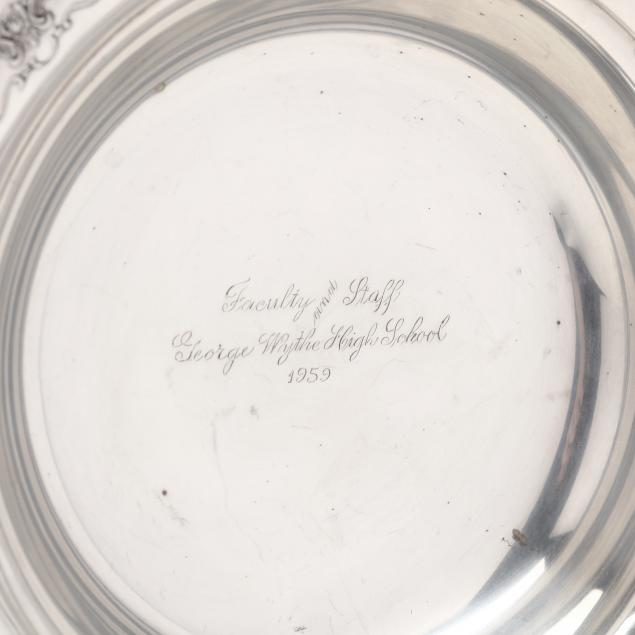 Faculty and Staff
George Wythe High School
1959